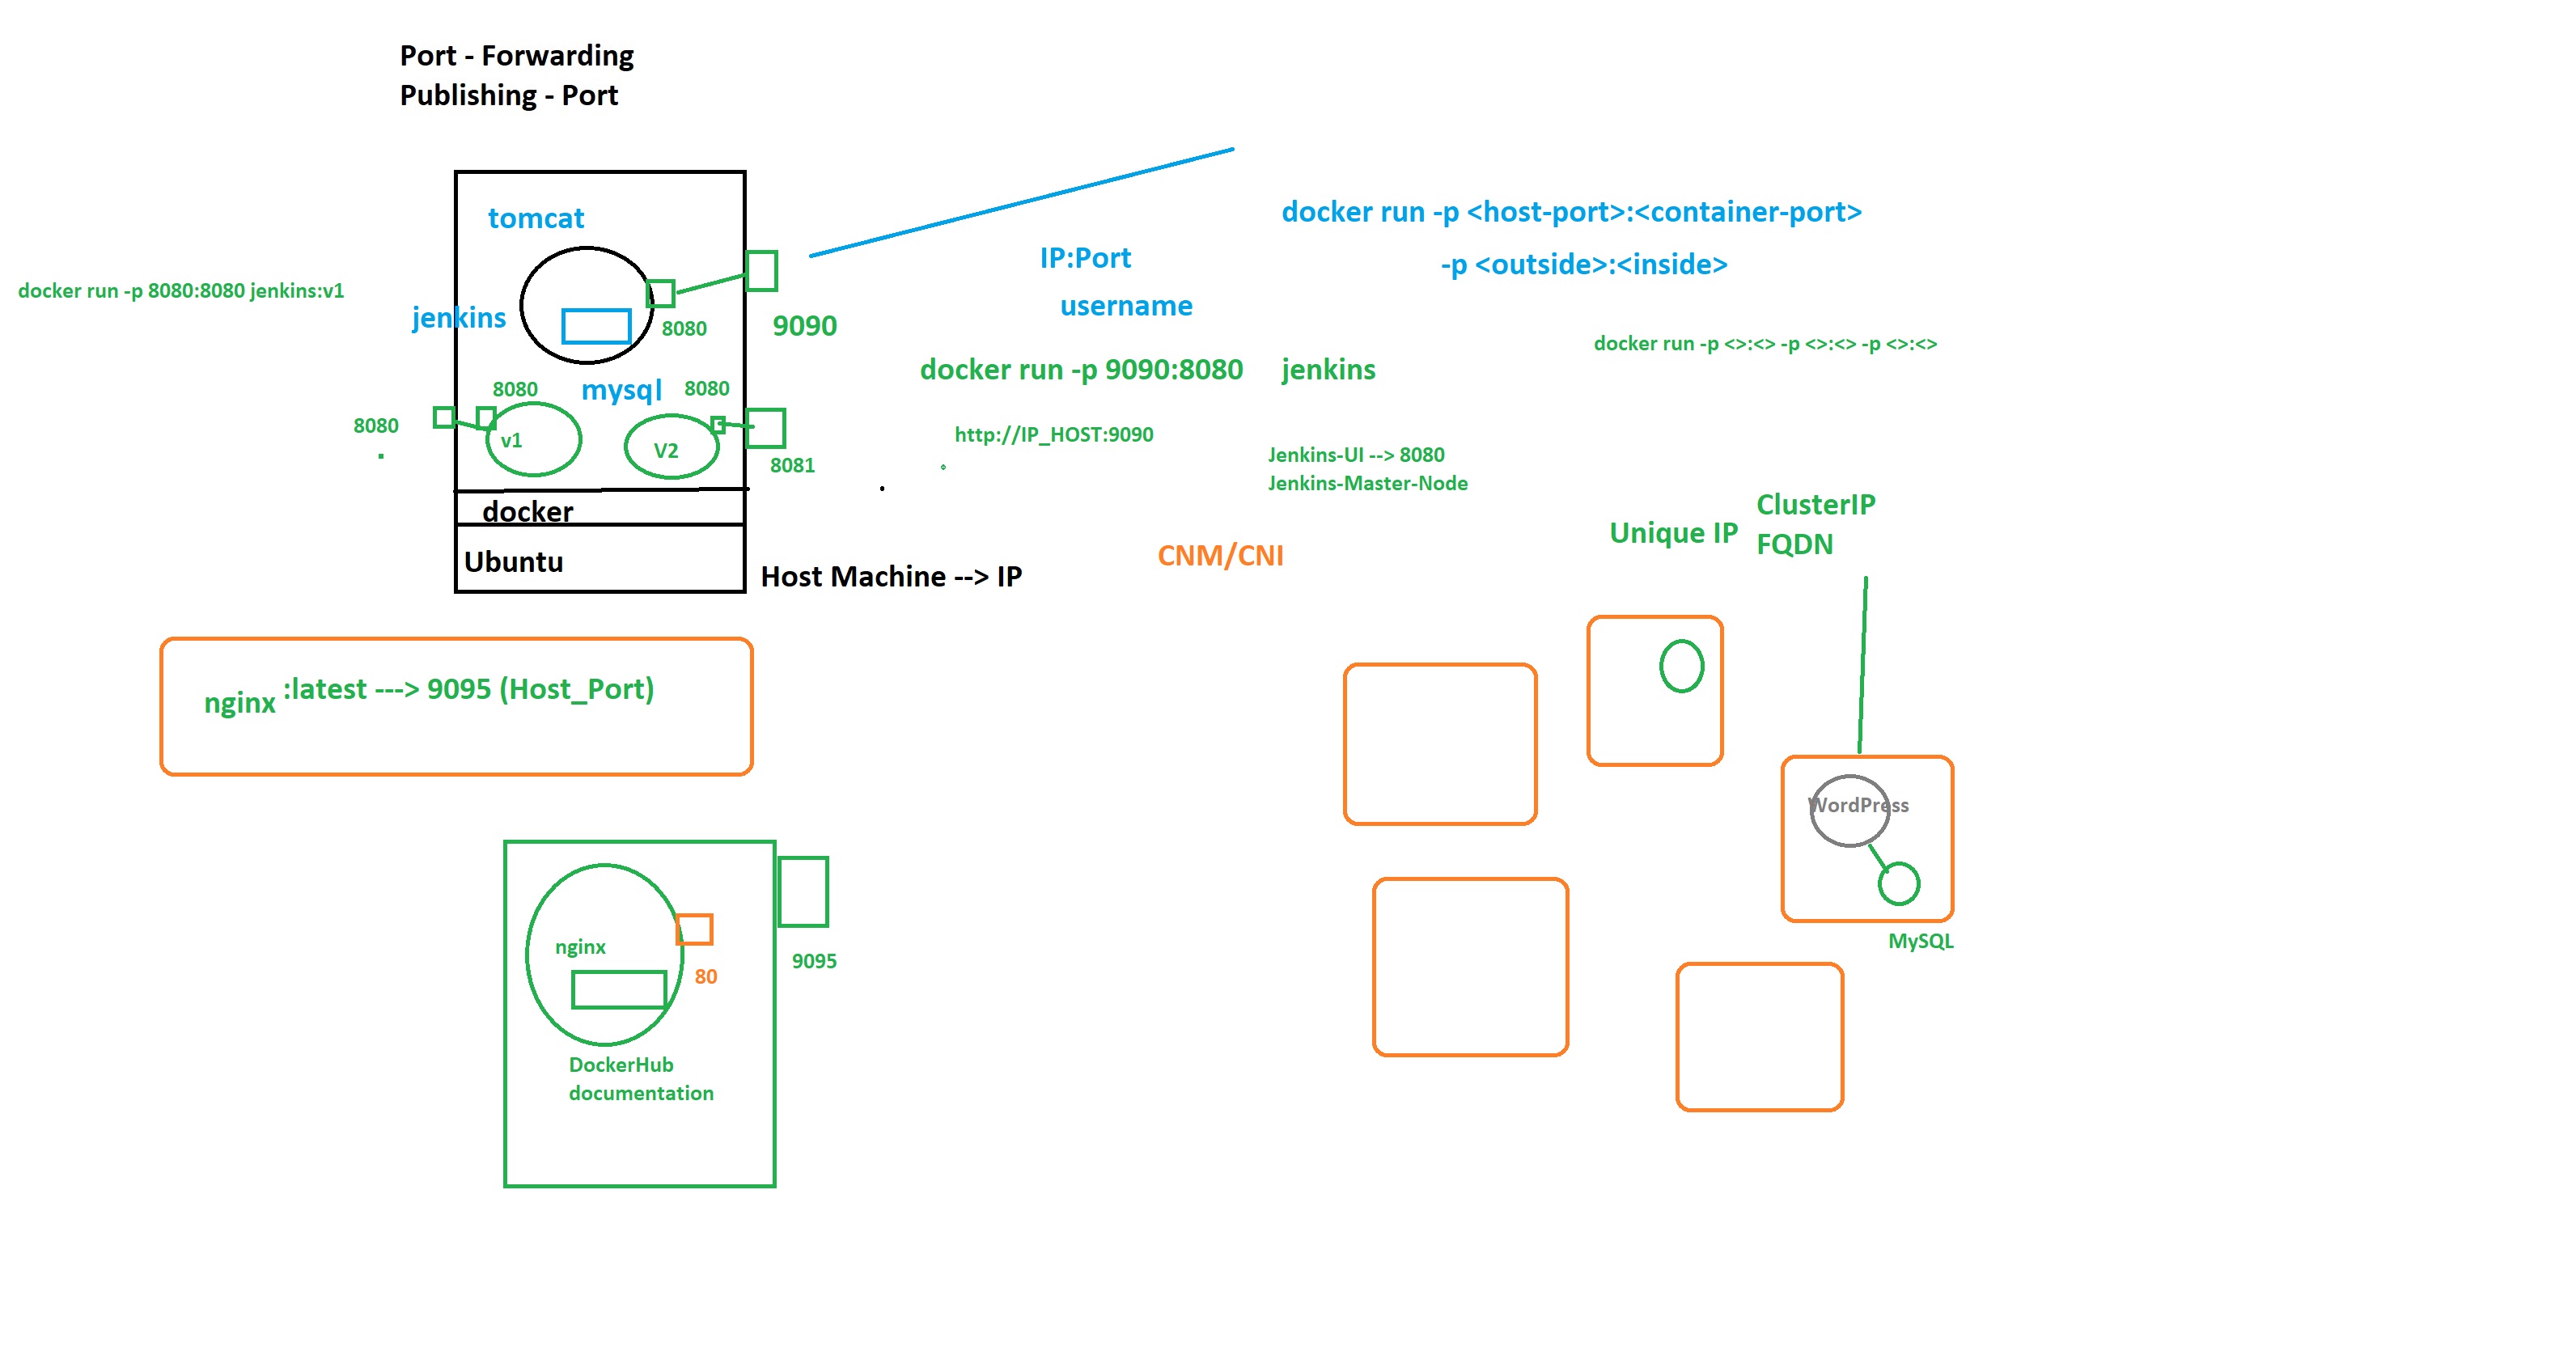 Port - Forwarding
Publishing - Port
tomcat
docker run -p <host-port>:<container-port>
IP:Port
-p <outside>:<inside>
docker run -p 8080:8080 jenkins:v1
jenkins
8080
9090
username
docker run -p <>:<> -p <>:<> -p <>:<>
docker run -p 9090:8080 jenkins
8080
mysql
8080
8080
v1
V2
8081
http://IP_HOST:9090
Jenkins-UI --> 8080
Jenkins-Master-Node
docker
Ubuntu
Host Machine --> IP
CNM/CNI
Unique IP
ClusterIP
FQDN
nginx :latest ---> 9095 (Host_Port)
WordPress
MySQL
nginx
80
9095
DockerHub
documentation